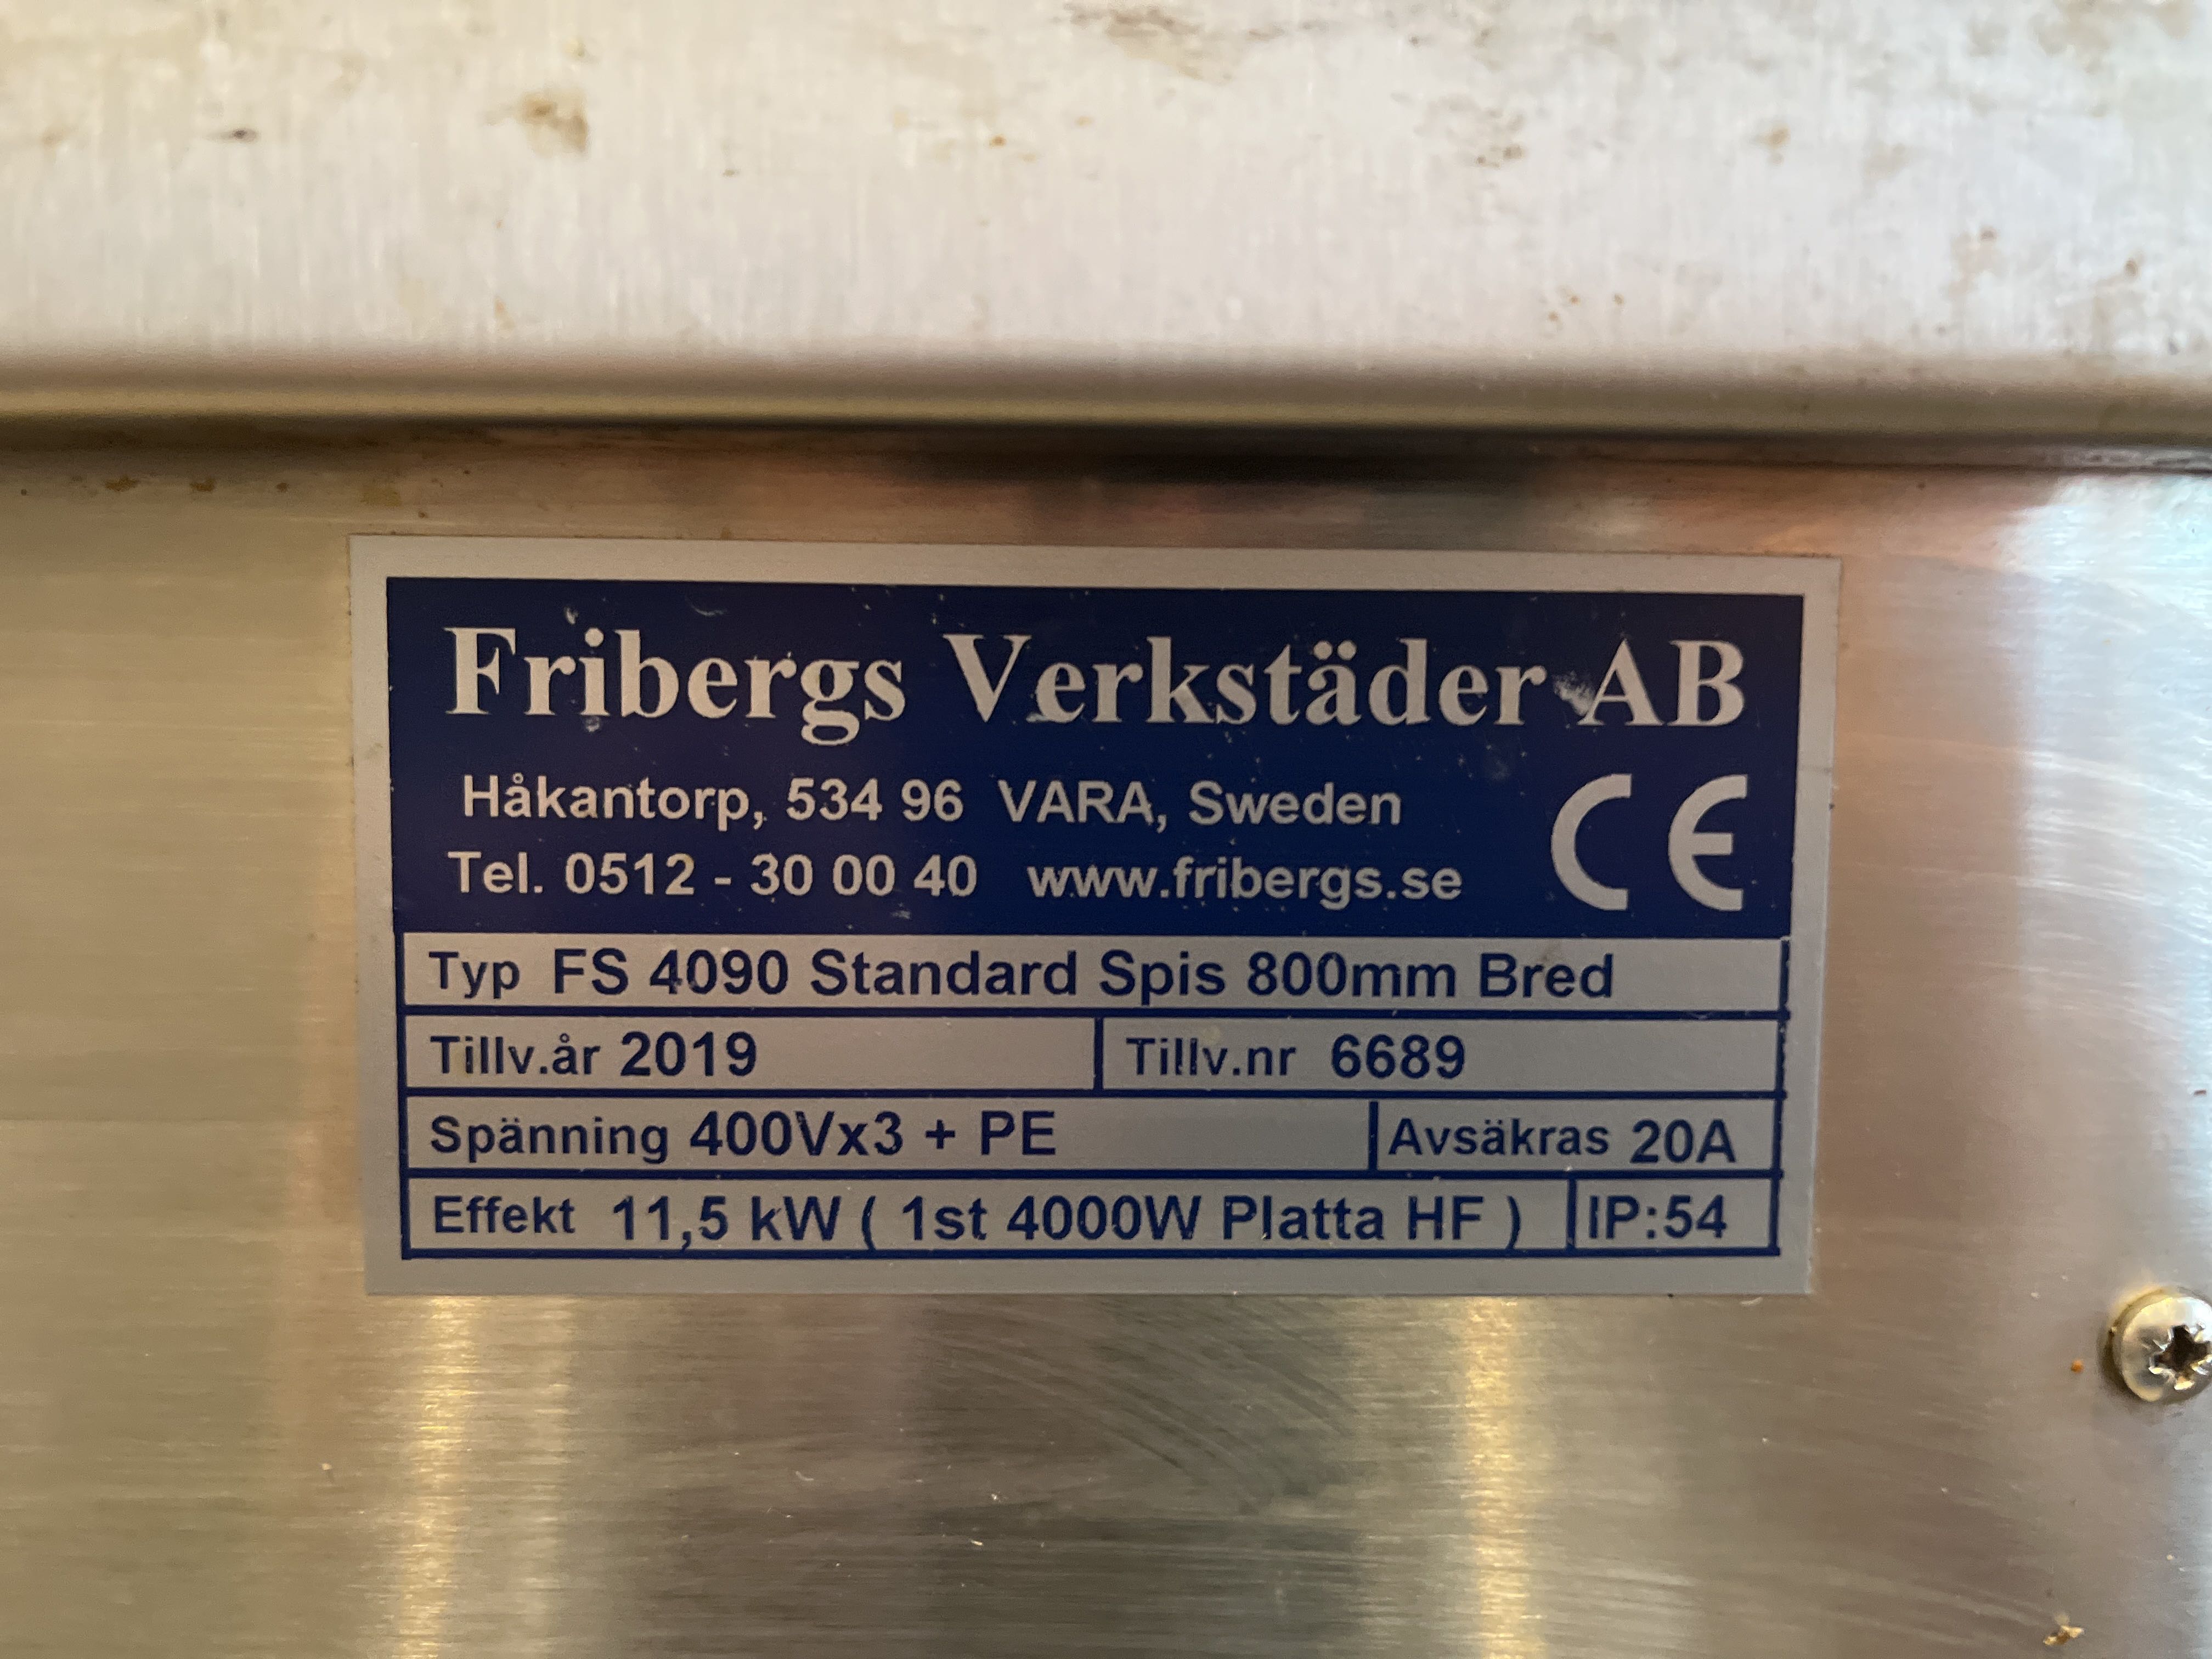 Fribergs Verkstäder AB
Håkantorp, 534 96 VARA, Sweden
Tel. 0512 - 30 00 40 www.fribergs.se
CE
Typ FS 4090 Standard Spis 800mm Bred
Tillv.år 2019 Tillv.nr 6689
Spänning 400Vx3 + PE Avsäkras 20A
Effekt 11,5 kW ( 1st 4000W Platta HF ) IP:54